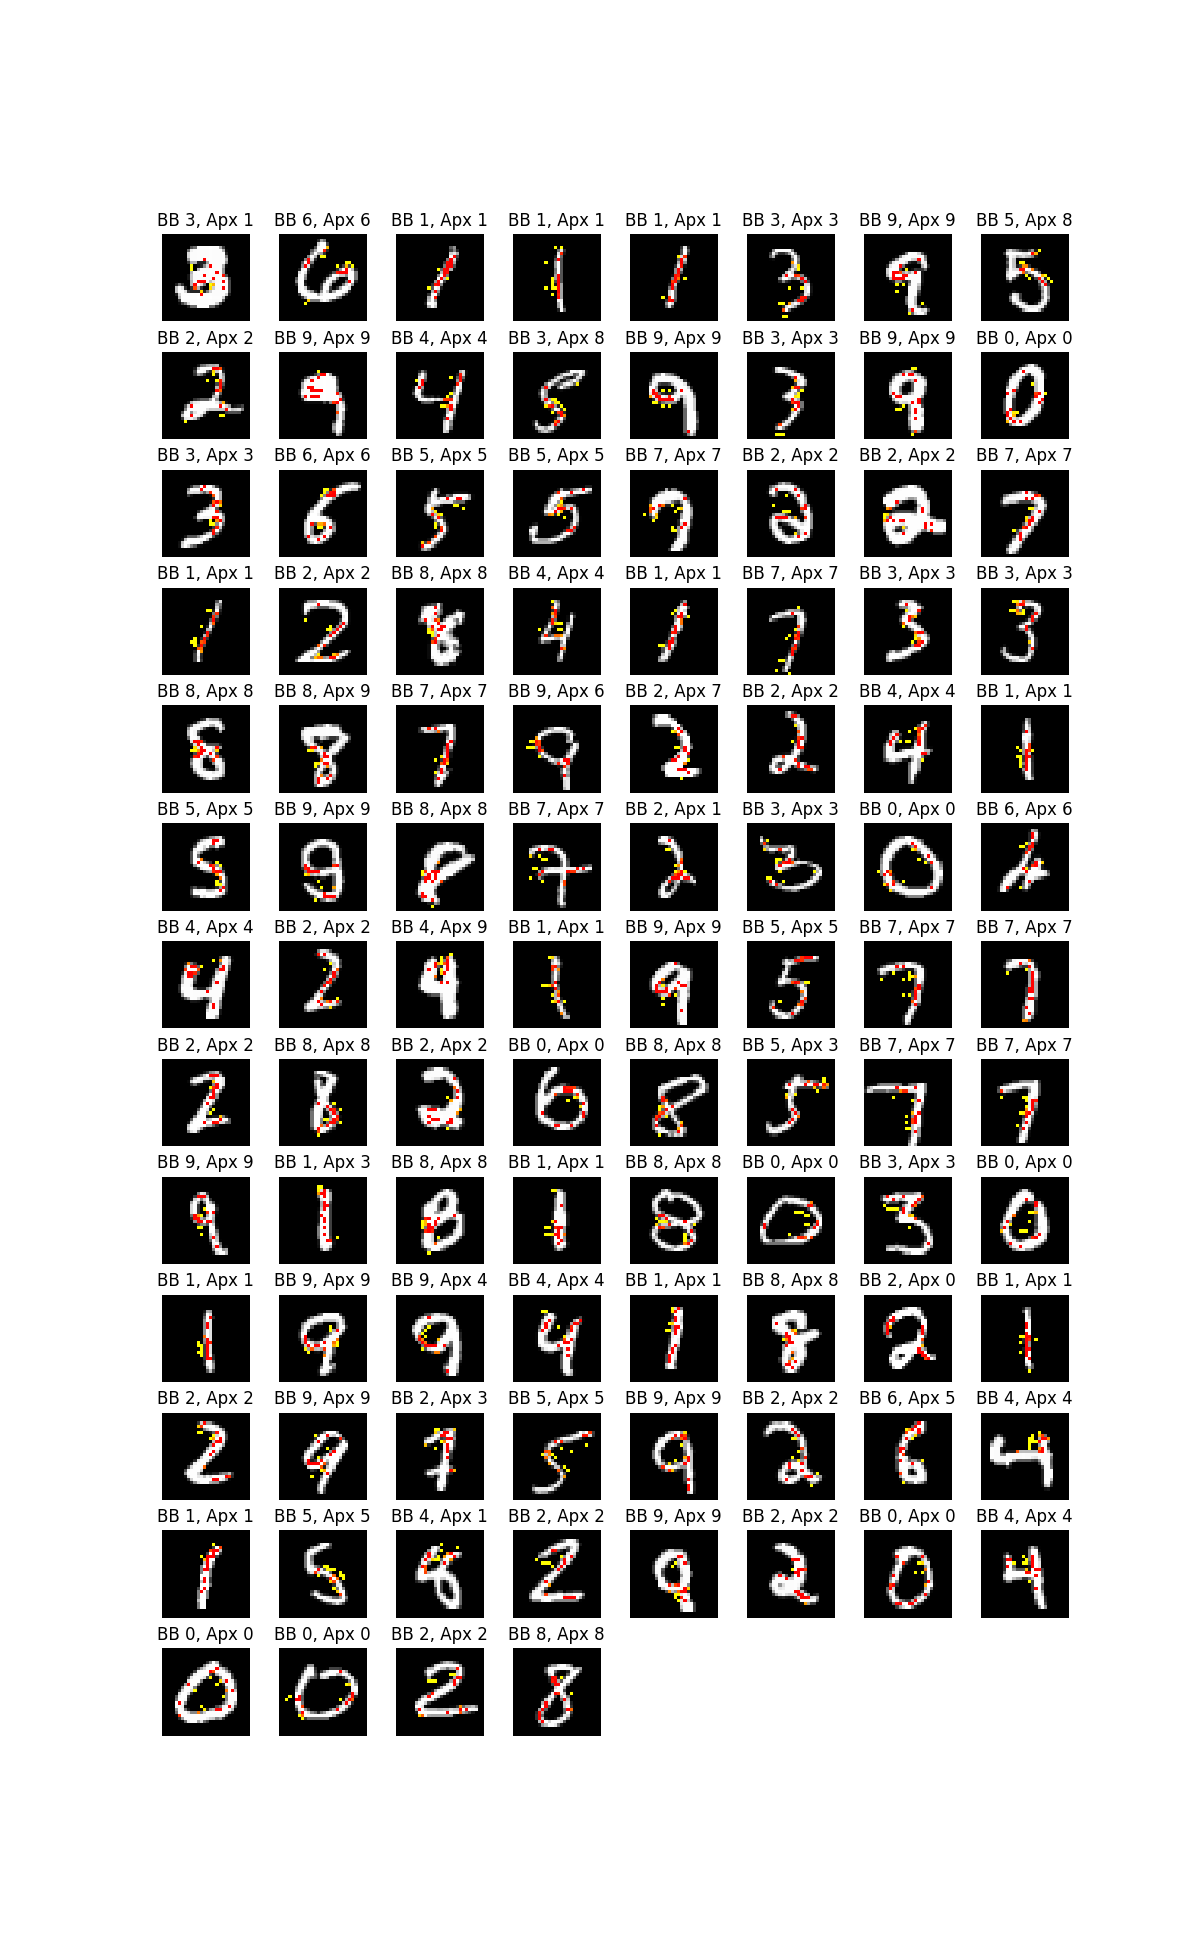 BB 3, Apx 1 BB 6, Apx 6 BB 1, Apx 1 BB 1, Apx 1 BB 1, Apx 1 BB 3, Apx 3 BB 9, Apx 9 BB 5, Apx 8
BB 2, Apx 2 BB 9, Apx 9 BB 4, Apx 4 BB 3, Apx 8 BB 9, Apx 9 BB 3, Apx 3 BB 9, Apx 9 BB 0, Apx 0
BB 3, Apx 3 BB 6, Apx 6 BB 5, Apx 5 BB 5, Apx 5 BB 7, Apx 7 BB 2, Apx 2 BB 2, Apx 2 BB 7, Apx 7
BB 1, Apx 1 BB 2, Apx 2 BB 8, Apx 8 BB 4, Apx 4 BB 1, Apx 1 BB 7, Apx 7 BB 3, Apx 3 BB 3, Apx 3
BB 8, Apx 8 BB 8, Apx 9 BB 7, Apx 7 BB 9, Apx 6 BB 2, Apx 7 BB 2, Apx 2 BB 4, Apx 4 BB 1, Apx 1
BB 5, Apx 5 BB 9, Apx 9 BB 8, Apx 8 BB 7, Apx 7 BB 2, Apx 1 BB 3, Apx 3 BB 0, Apx 0 BB 6, Apx 6
BB 4, Apx 4 BB 2, Apx 2 BB 4, Apx 9 BB 1, Apx 1 BB 9, Apx 9 BB 5, Apx 5 BB 7, Apx 7 BB 7, Apx 7
BB 2, Apx 2 BB 8, Apx 8 BB 2, Apx 2 BB 0, Apx 0 BB 8, Apx 8 BB 5, Apx 3 BB 7, Apx 7 BB 7, Apx 7
BB 9, Apx 9 BB 1, Apx 3 BB 8, Apx 8 BB 1, Apx 1 BB 8, Apx 8 BB 0, Apx 0 BB 3, Apx 3 BB 0, Apx 0
BB 1, Apx 1 BB 9, Apx 9 BB 9, Apx 4 BB 4, Apx 4 BB 1, Apx 1 BB 8, Apx 8 BB 2, Apx 0 BB 1, Apx 1
BB 2, Apx 2 BB 9, Apx 9 BB 2, Apx 3 BB 5, Apx 5 BB 9, Apx 9 BB 2, Apx 2 BB 6, Apx 5 BB 4, Apx 4
BB 1, Apx 1 BB 5, Apx 5 BB 4, Apx 1 BB 2, Apx 2 BB 9, Apx 9 BB 2, Apx 2 BB 0, Apx 0 BB 4, Apx 4
BB 0, Apx 0 BB 0, Apx 0 BB 2, Apx 2 BB 8, Apx 8